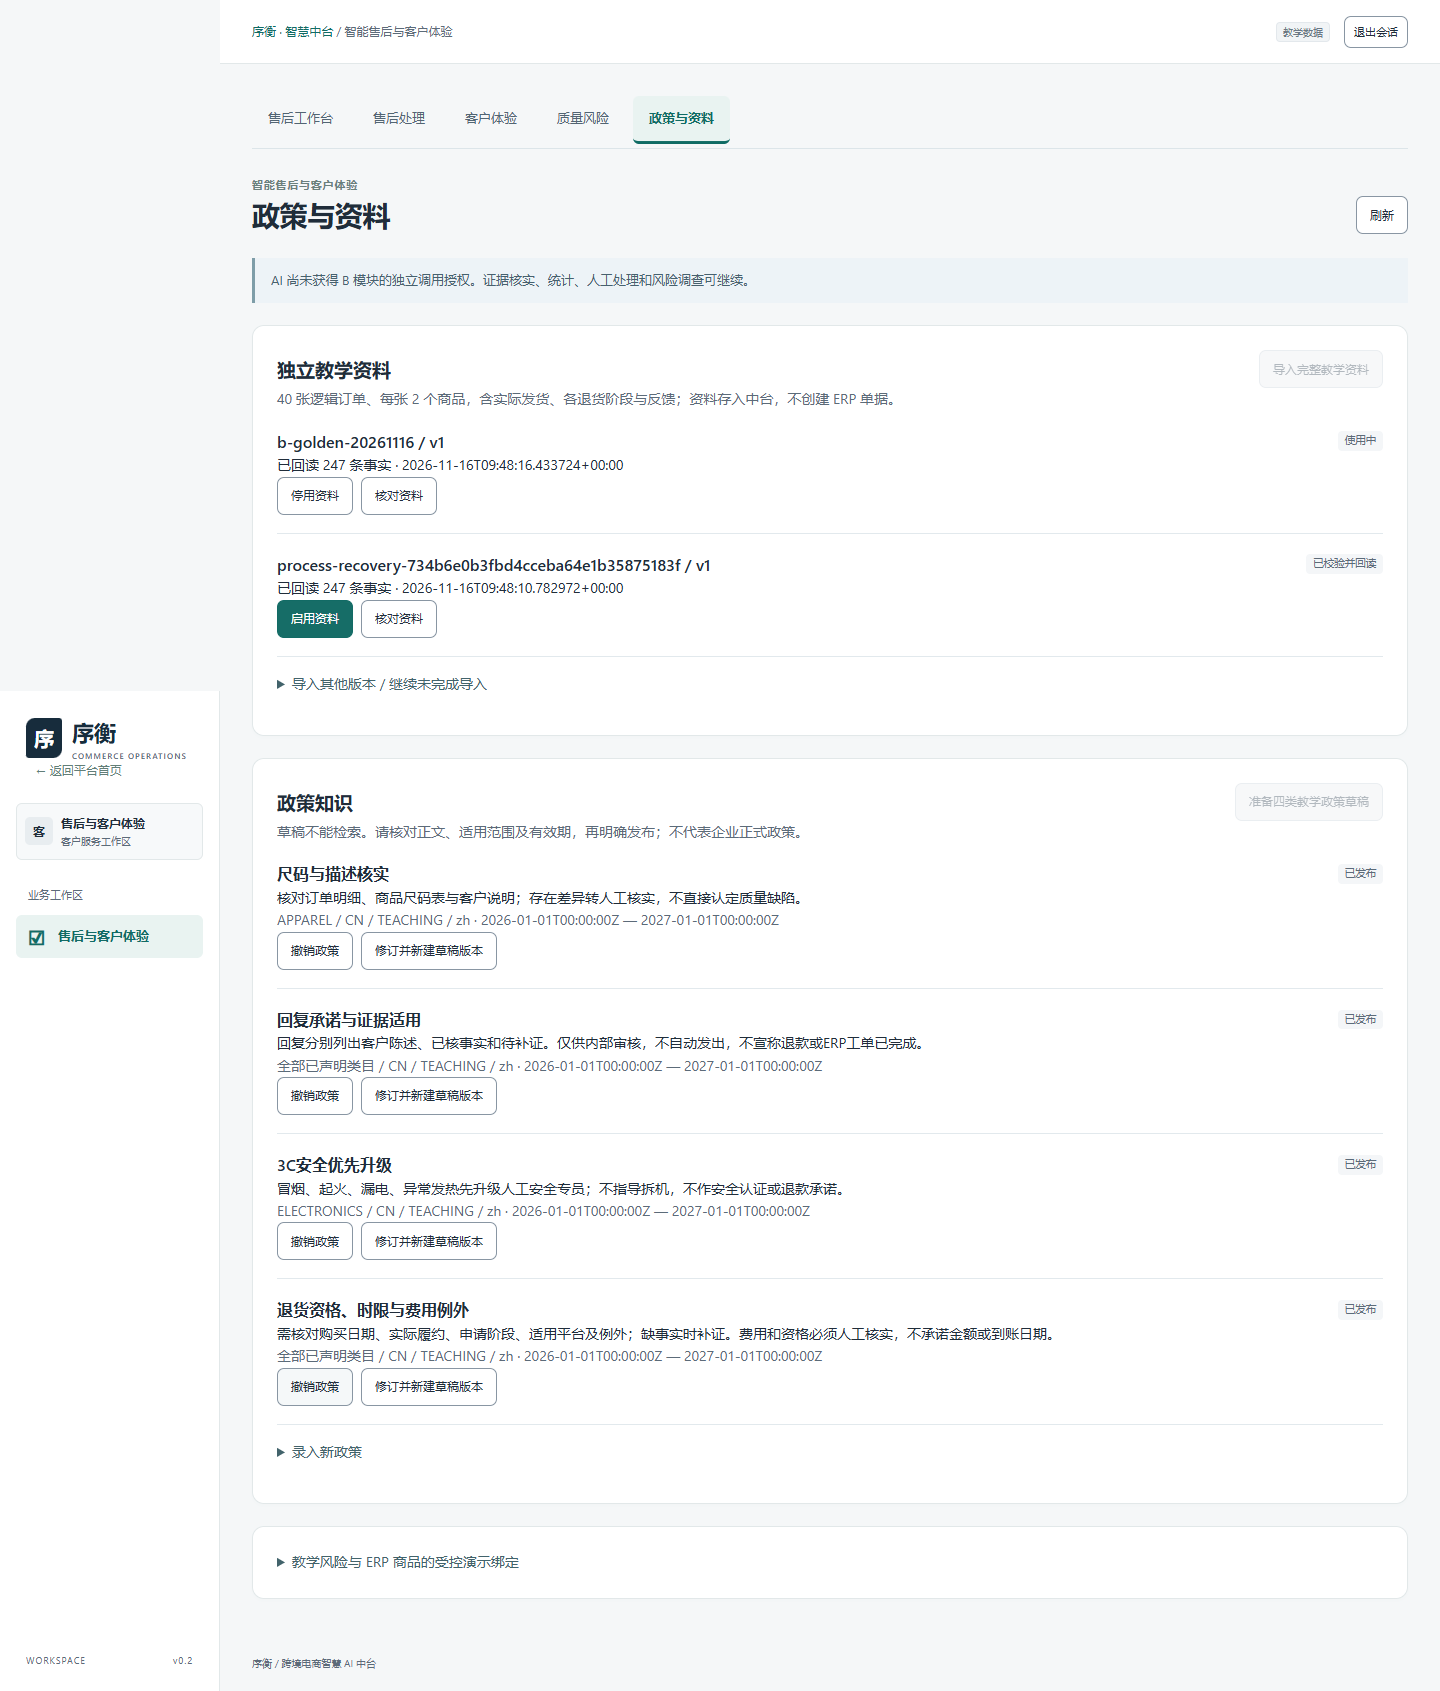 序衡 · 智慧中台 / 智能售后与客户体验
教学数据
退出会话
售后工作台
售后处理
客户体验
质量风险
政策与资料
智能售后与客户体验
政策与资料
刷新
AI 尚未获得 B 模块的独立调用授权。证据核实、统计、人工处理和风险调查可继续。
独立教学资料
导入完整教学资料
40 张逻辑订单、每张 2 个商品，含实际发货、各退货阶段与反馈；资料存入中台，不创建 ERP 单据。
b-golden-20261116 / v1
使用中
已回读 247 条事实 · 2026-11-16T09:48:16.433724+00:00
停用资料
核对资料
process-recovery-734b6e0b3fbd4cceba64e1b35875183f / v1
已校验并回读
已回读 247 条事实 · 2026-11-16T09:48:10.782972+00:00
启用资料
核对资料
▶ 导入其他版本 / 继续未完成导入
序
序衡
COMMERCE OPERATIONS
← 返回平台首页
客
售后与客户体验
客户服务工作区
业务工作区
售后与客户体验
政策知识
准备四类教学政策草稿
草稿不能检索。请核对正文、适用范围及有效期，再明确发布；不代表企业正式政策。
尺码与描述核实
已发布
核对订单明细、商品尺码表与客户说明；存在差异转人工核实，不直接认定质量缺陷。
APPAREL / CN / TEACHING / zh · 2026-01-01T00:00:00Z — 2027-01-01T00:00:00Z
撤销政策
修订并新建草稿版本
回复承诺与证据适用
已发布
回复分别列出客户陈述、已核事实和待补证。仅供内部审核，不自动发出，不宣称退款或ERP工单已完成。
全部已声明类目 / CN / TEACHING / zh · 2026-01-01T00:00:00Z — 2027-01-01T00:00:00Z
撤销政策
修订并新建草稿版本
3C安全优先升级
已发布
冒烟、起火、漏电、异常发热先升级人工安全专员；不指导拆机，不作安全认证或退款承诺。
ELECTRONICS / CN / TEACHING / zh · 2026-01-01T00:00:00Z — 2027-01-01T00:00:00Z
撤销政策
修订并新建草稿版本
退货资格、时限与费用例外
已发布
需核对购买日期、实际履约、申请阶段、适用平台及例外；缺事实时补证。费用和资格必须人工核实，不承诺金额或到账日期。
全部已声明类目 / CN / TEACHING / zh · 2026-01-01T00:00:00Z — 2027-01-01T00:00:00Z
撤销政策
修订并新建草稿版本
▶ 录入新政策
▶ 教学风险与 ERP 商品的受控演示绑定
WORKSPACE
v0.2
序衡 / 跨境电商智慧 AI 中台